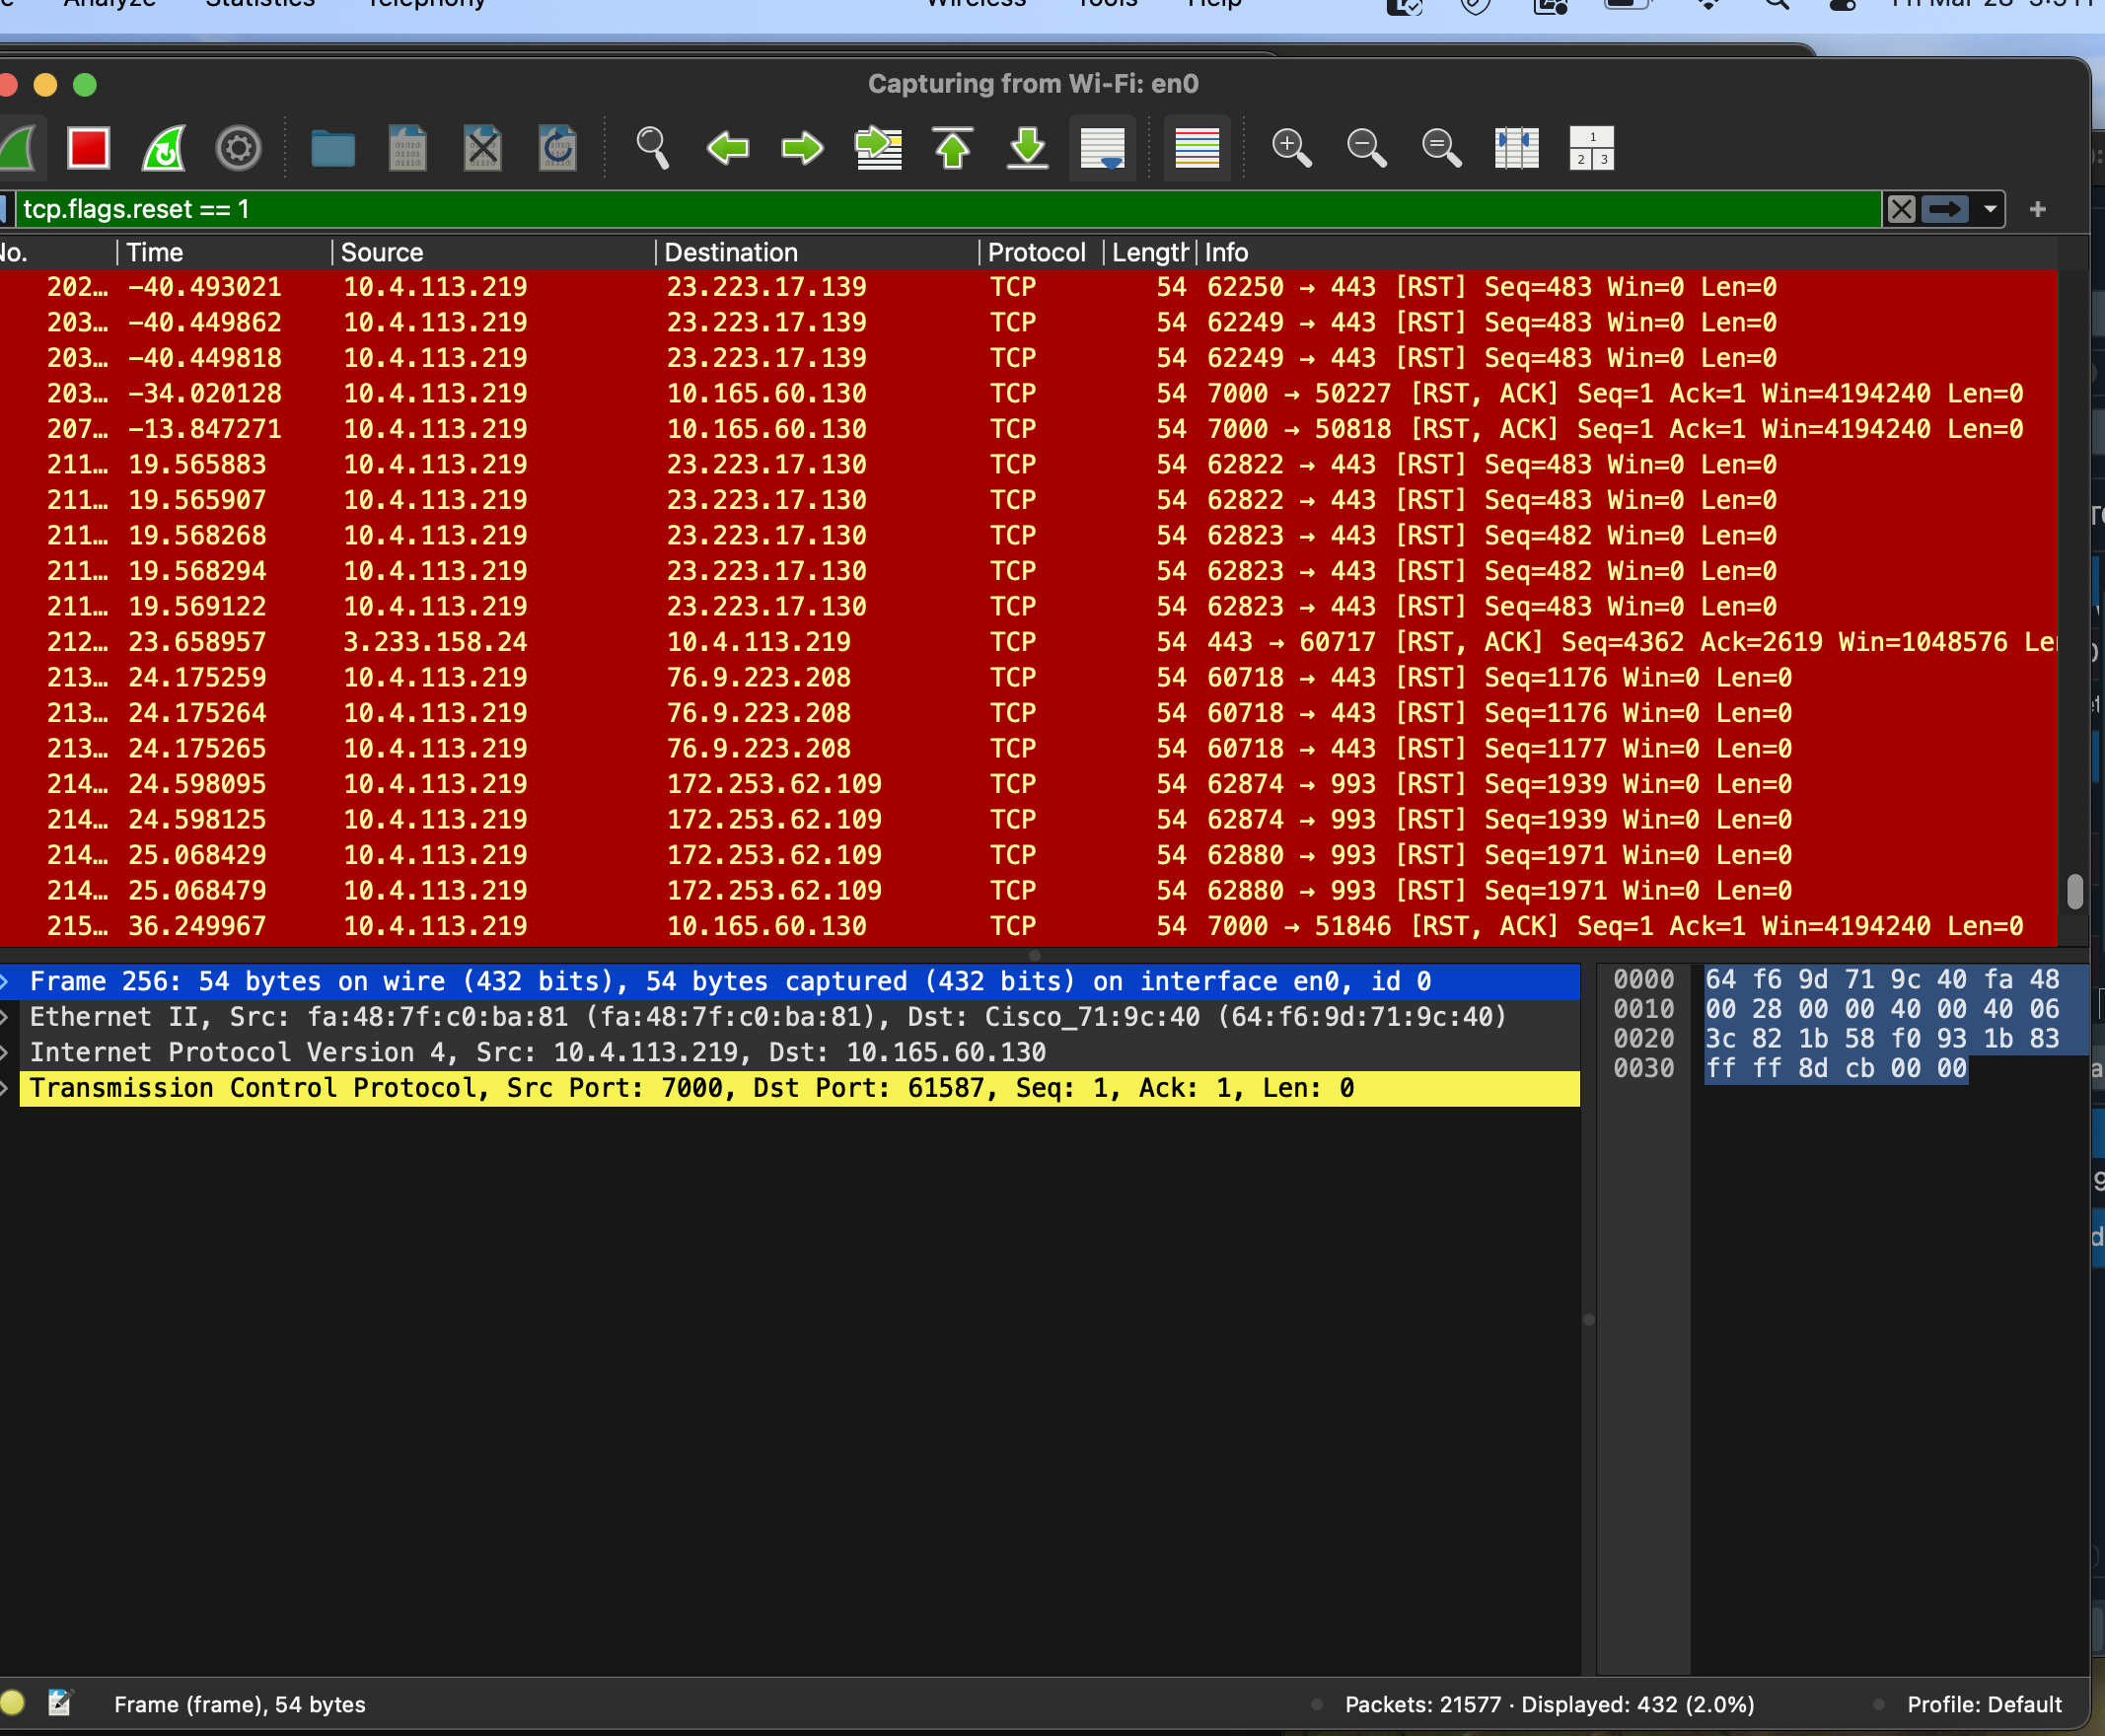 Analyze Statistics Telephony Wireless Tools Help
Capturing from Wi-Fi: en0
tcp.flags.reset == 1
Time Source Destination Protocol Length Info
202… −40.493021 10.4.113.219 23.223.17.139 TCP 54 62250 → 443 [RST] Seq=483 Win=0 Len=0
203… −40.449862 10.4.113.219 23.223.17.139 TCP 54 62249 → 443 [RST] Seq=483 Win=0 Len=0
203… −40.449818 10.4.113.219 23.223.17.139 TCP 54 62249 → 443 [RST] Seq=483 Win=0 Len=0
203… −34.020128 10.4.113.219 10.165.60.130 TCP 54 7000 → 50227 [RST, ACK] Seq=1 Ack=1 Win=4194240 Len=0
207… −13.847271 10.4.113.219 10.165.60.130 TCP 54 7000 → 50818 [RST, ACK] Seq=1 Ack=1 Win=4194240 Len=0
211… 19.565883 10.4.113.219 23.223.17.130 TCP 54 62822 → 443 [RST] Seq=483 Win=0 Len=0
211… 19.565907 10.4.113.219 23.223.17.130 TCP 54 62822 → 443 [RST] Seq=483 Win=0 Len=0
211… 19.568268 10.4.113.219 23.223.17.130 TCP 54 62823 → 443 [RST] Seq=482 Win=0 Len=0
211… 19.568294 10.4.113.219 23.223.17.130 TCP 54 62823 → 443 [RST] Seq=482 Win=0 Len=0
211… 19.569122 10.4.113.219 23.223.17.130 TCP 54 62823 → 443 [RST] Seq=483 Win=0 Len=0
212… 23.658957 3.233.158.24 10.4.113.219 TCP 54 443 → 60717 [RST, ACK] Seq=4362 Ack=2619 Win=1048576 Le
213… 24.175259 10.4.113.219 76.9.223.208 TCP 54 60718 → 443 [RST] Seq=1176 Win=0 Len=0
213… 24.175264 10.4.113.219 76.9.223.208 TCP 54 60718 → 443 [RST] Seq=1176 Win=0 Len=0
213… 24.175265 10.4.113.219 76.9.223.208 TCP 54 60718 → 443 [RST] Seq=1177 Win=0 Len=0
214… 24.598095 10.4.113.219 172.253.62.109 TCP 54 62874 → 993 [RST] Seq=1939 Win=0 Len=0
214… 24.598125 10.4.113.219 172.253.62.109 TCP 54 62874 → 993 [RST] Seq=1939 Win=0 Len=0
214… 25.068429 10.4.113.219 172.253.62.109 TCP 54 62880 → 993 [RST] Seq=1971 Win=0 Len=0
214… 25.068479 10.4.113.219 172.253.62.109 TCP 54 62880 → 993 [RST] Seq=1971 Win=0 Len=0
215… 36.249967 10.4.113.219 10.165.60.130 TCP 54 7000 → 51846 [RST, ACK] Seq=1 Ack=1 Win=4194240 Len=0
Frame 256: 54 bytes on wire (432 bits), 54 bytes captured (432 bits) on interface en0, id 0
Ethernet II, Src: fa:48:7f:c0:ba:81 (fa:48:7f:c0:ba:81), Dst: Cisco_71:9c:40 (64:f6:9d:71:9c:40)
Internet Protocol Version 4, Src: 10.4.113.219, Dst: 10.165.60.130
Transmission Control Protocol, Src Port: 7000, Dst Port: 61587, Seq: 1, Ack: 1, Len: 0
0000 64 f6 9d 71 9c 40 fa 48
0010 00 28 00 00 40 00 40 06
0020 3c 82 1b 58 f0 93 1b 83
0030 ff ff 8d cb 00 00
Frame (frame), 54 bytes
Packets: 21577 · Displayed: 432 (2.0%)
Profile: Default